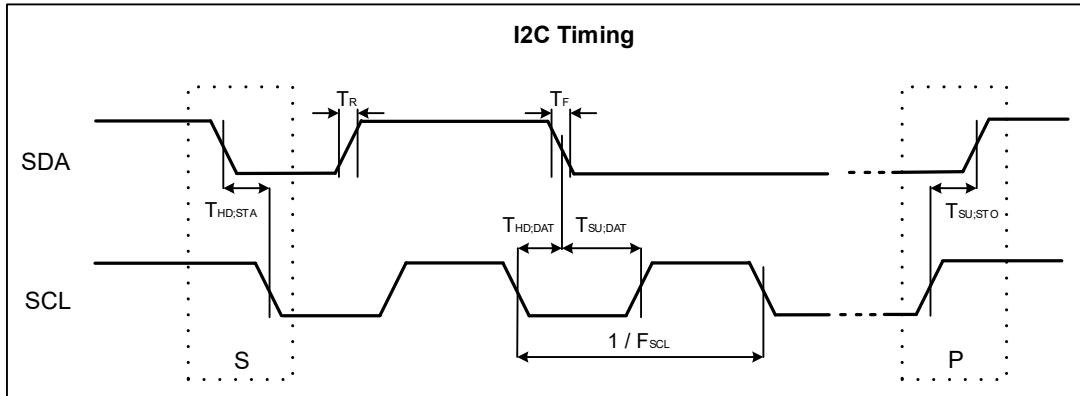 I2C Timing
TR
TF
SDA
THD;STA
THD;DAT
TSU;DAT
TSU;STO
SCL
1 / FSCL
S
P